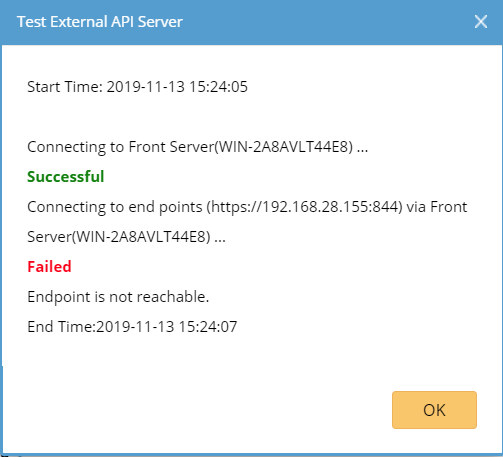 Test External API Server
Start Time: 2019-11-13 15:24:05
Connecting to Front Server(WIN-2A8AVLT44E8) ...
Successful
Connecting to end points (https://192.168.28.155:844) via Front
Server(WIN-2A8AVLT44E8) ...
Failed
Endpoint is not reachable.
End Time:2019-11-13 15:24:07
OK